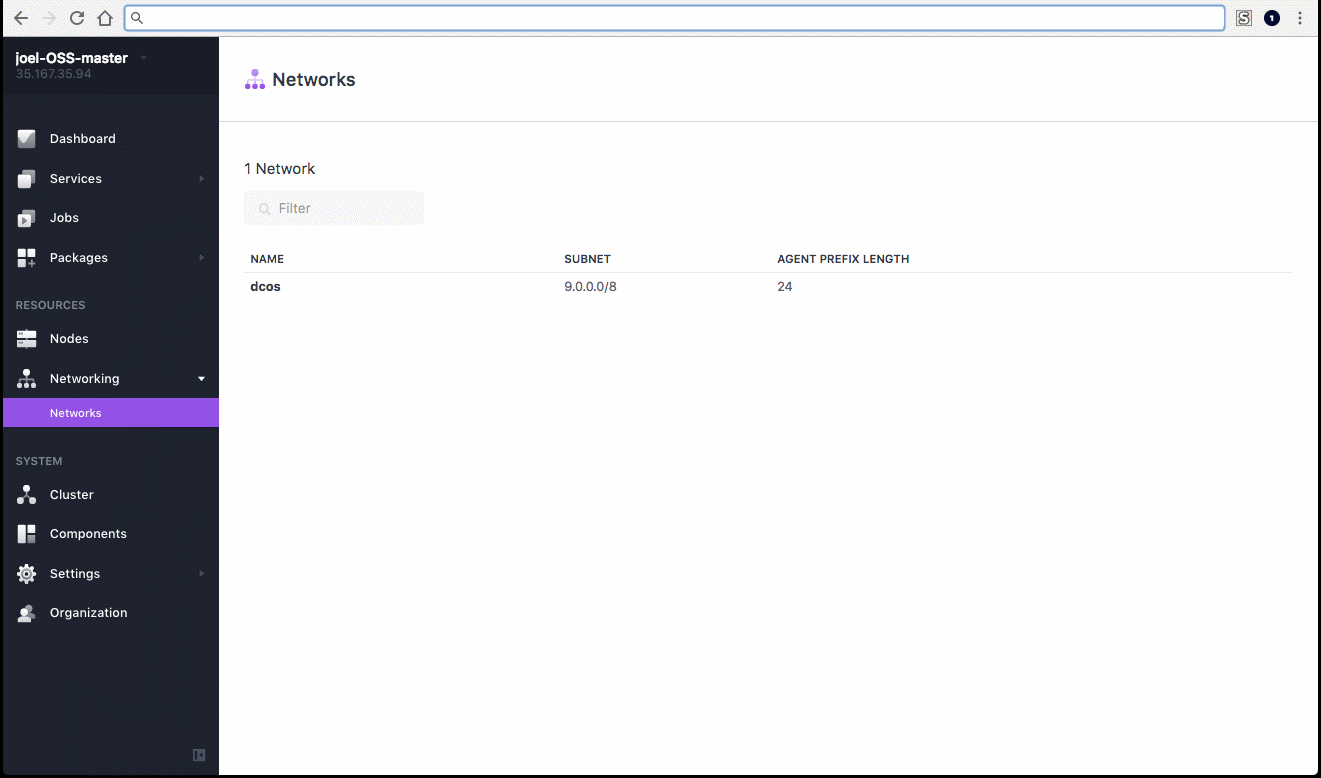 joel-OSS-master
35.167.35.94
Dashboard
Services
Jobs
Packages
RESOURCES
Nodes
Networking
Networks
SYSTEM
Cluster
Components
Settings
Organization
Networks
1 Network
Filter
NAME SUBNET AGENT PREFIX LENGTH
dcos 9.0.0.0/8 24
S 1